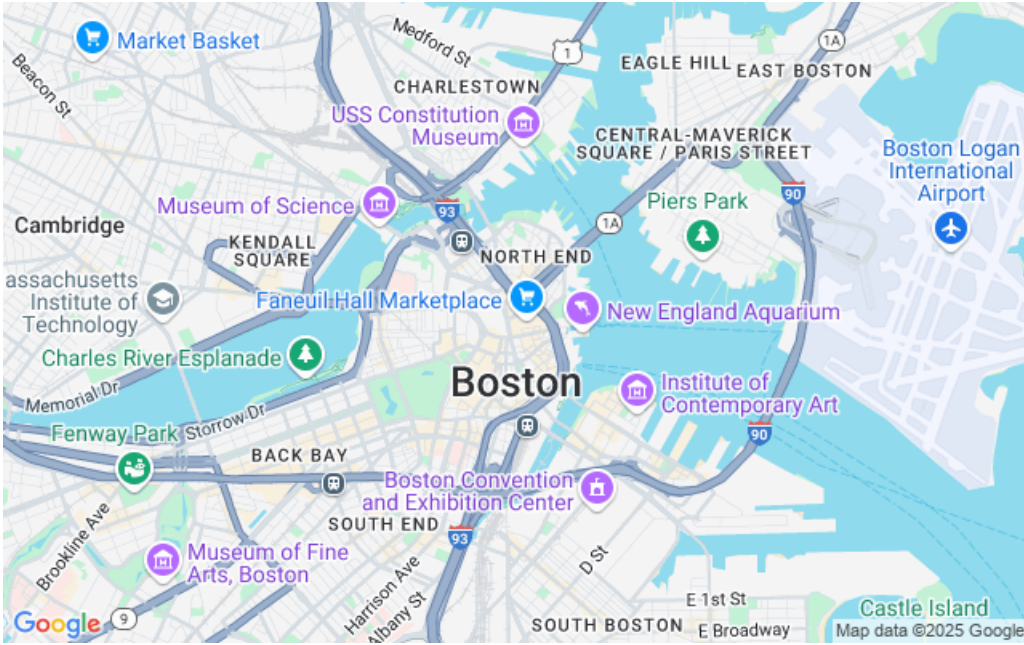 Market Basket
Beacon St
Medford St
1
1A
EAGLE HILL
EAST BOSTON
CHARLESTOWN
USS Constitution
Museum
CENTRAL-MAVERICK
SQUARE / PARIS STREET
Boston Logan
International
Airport
90
Piers Park
Museum of Science
93
1A
Cambridge
KENDALL
SQUARE
NORTH END
assachusetts
Institute of
Technology
Faneuil Hall Marketplace
New England Aquarium
Charles River Esplanade
Boston
Institute of
Contemporary Art
Memorial Dr
Storrow Dr
Fenway Park
90
BACK BAY
Boston Convention
and Exhibition Center
SOUTH END
93
Brookline Ave
Museum of Fine
Arts, Boston
Harrison Ave
Albany St
D St
E 1st St
Castle Island
Google
9
SOUTH BOSTON
E Broadway
Map data ©2025 Google